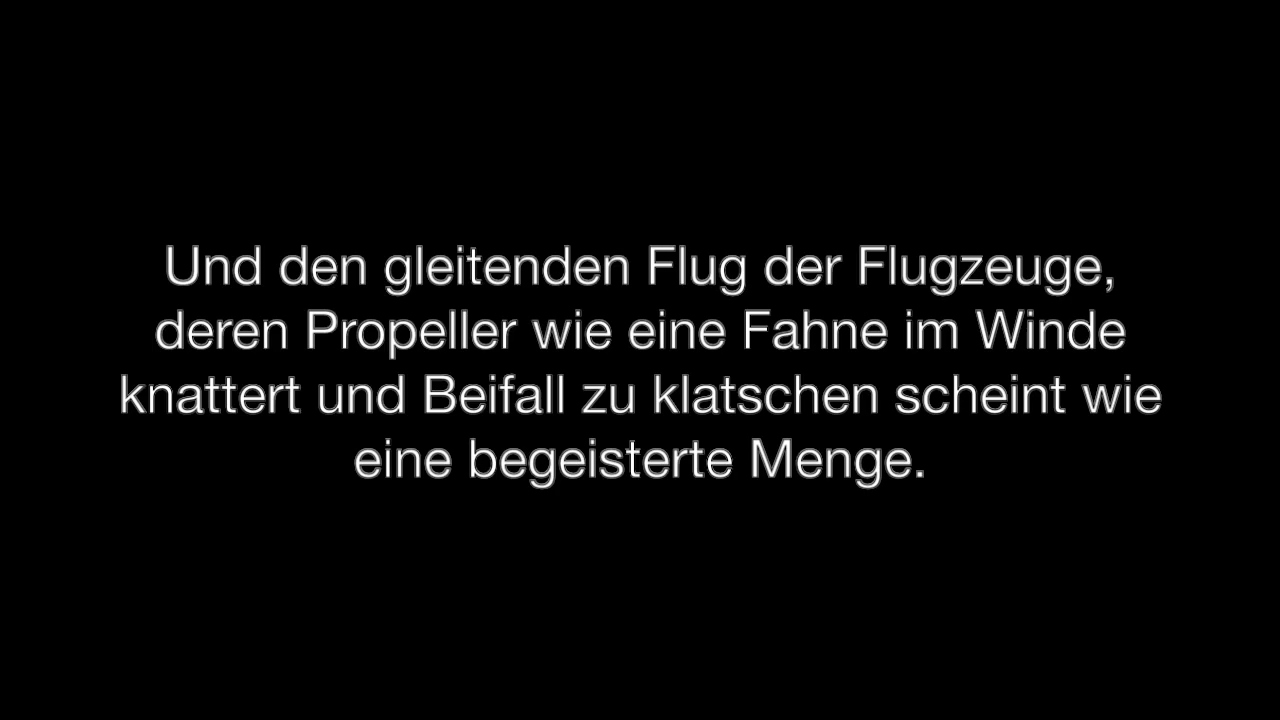 Und den gleitenden Flug der Flugzeuge,
deren Propeller wie eine Fahne im Winde
knattert und Beifall zu klatschen scheint wie
eine begeisterte Menge.